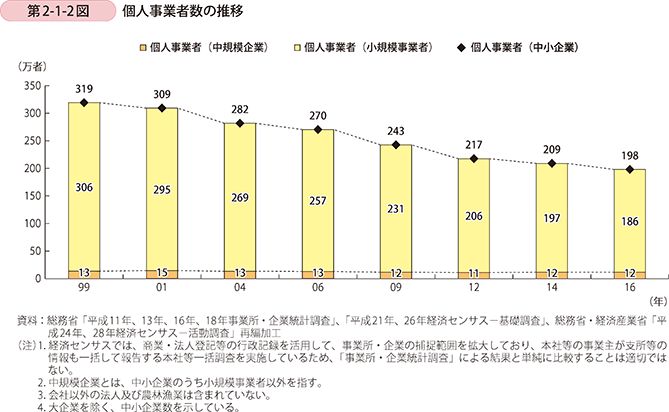 第2-1-2図 個人事業者数の推移
個人事業者（中規模企業） 個人事業者（小規模事業者） 個人事業者（中小企業）
（万者）
350
300
250
200
150
100
50
0
319 309 282 270 243 217 209 198
306 295 269 257 231 206 197 186
13 15 13 13 12 11 12 12
99 01 04 06 09 12 14 16 （年）
資料：総務省「平成11年、13年、16年、18年事業所・企業統計調査」、「平成21年、26年経済センサス－基礎調査」、総務省・経済産業省「平
成24年、28年経済センサス－活動調査」再編加工
（注）1. 経済センサスでは、商業・法人登記等の行政記録を活用して、事業所・企業の捕捉範囲を拡大しており、本社等の事業主が支所等の
情報も一括して報告する本社等一括調査を実施しているため、「事業所・企業統計調査」による結果と単純に比較することは適切では
ない。
2. 中規模企業とは、中小企業のうち小規模事業者以外を指す。
3. 会社以外の法人及び農林漁業は含まれていない。
4. 大企業を除く、中小企業数を示している。